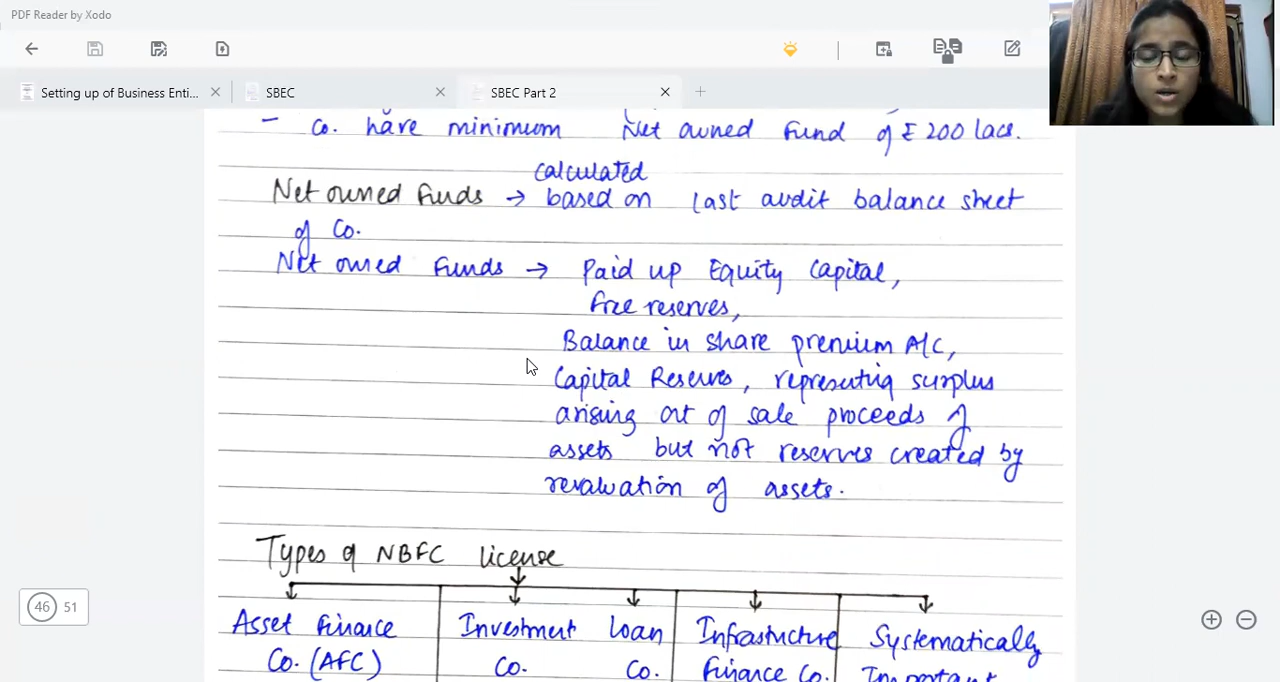 PDF Reader by Xodo
Setting up of Business Enti...
SBEC
SBEC Part 2
- Co. have minimum Net owned Fund of ₹ 200 lacs.
calculated
Net owned Funds → based on last audit balance sheet
of Co.
Net owned Funds → Paid up Equity Capital,
free reserves,
Balance in share premium A/C,
Capital Reserves, representing surplus
arising out of sale proceeds of
assets but not reserves created by
revaluation of assets.
Types of NBFC license
Asset Finance Investment Loan Infrastucture Systematically
Co. (AFC) Co. Co. Finance Co. Important
46 51